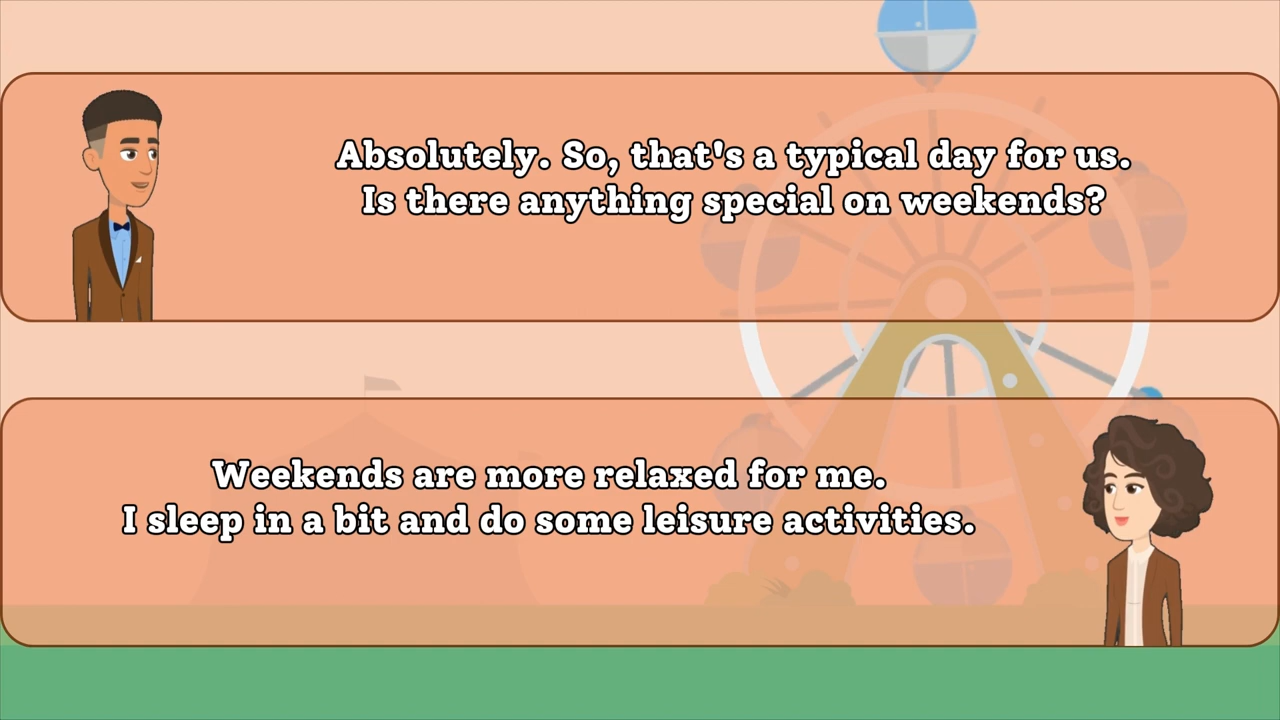 Absolutely. So, that's a typical day for us.
Is there anything special on weekends?
Weekends are more relaxed for me.
I sleep in a bit and do some leisure activities.